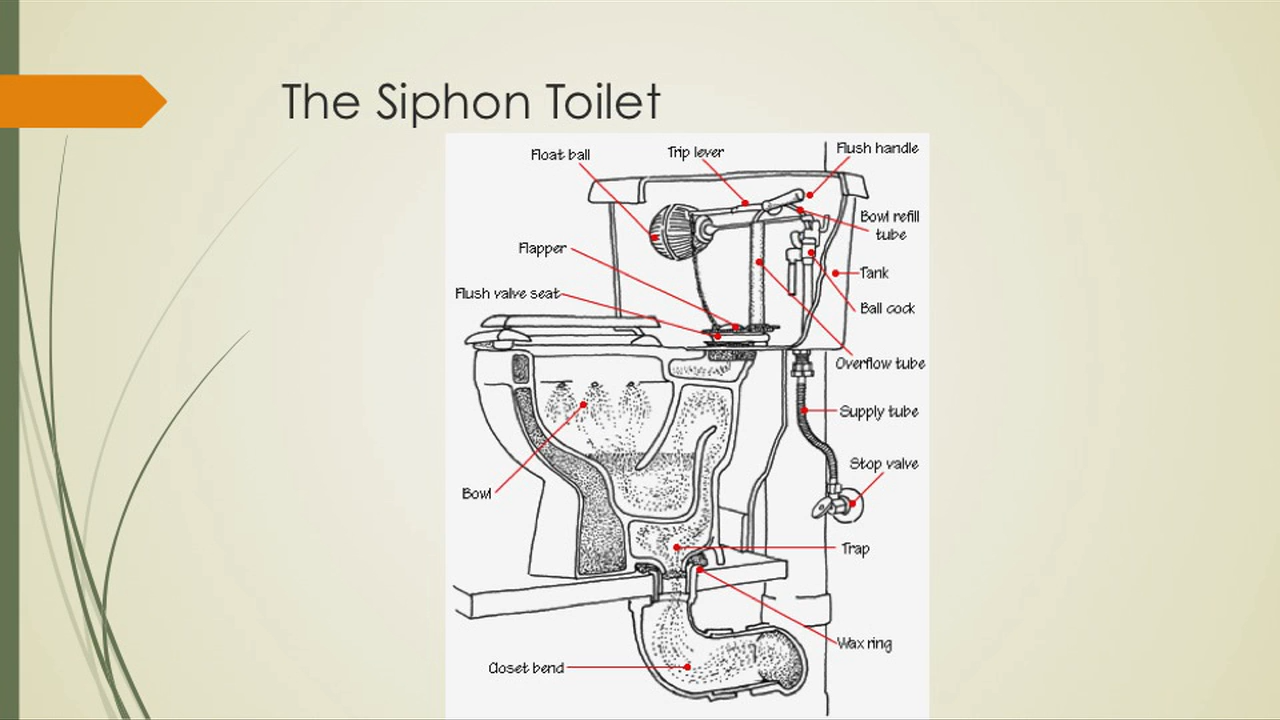 The Siphon Toilet
Float ball
Trip lever
Flush handle
Bowl refill
tube
Flapper
Tank
Flush valve seat
Ball cock
Overflow tube
Supply tube
Stop valve
Bowl
Trap
Wax ring
Closet bend